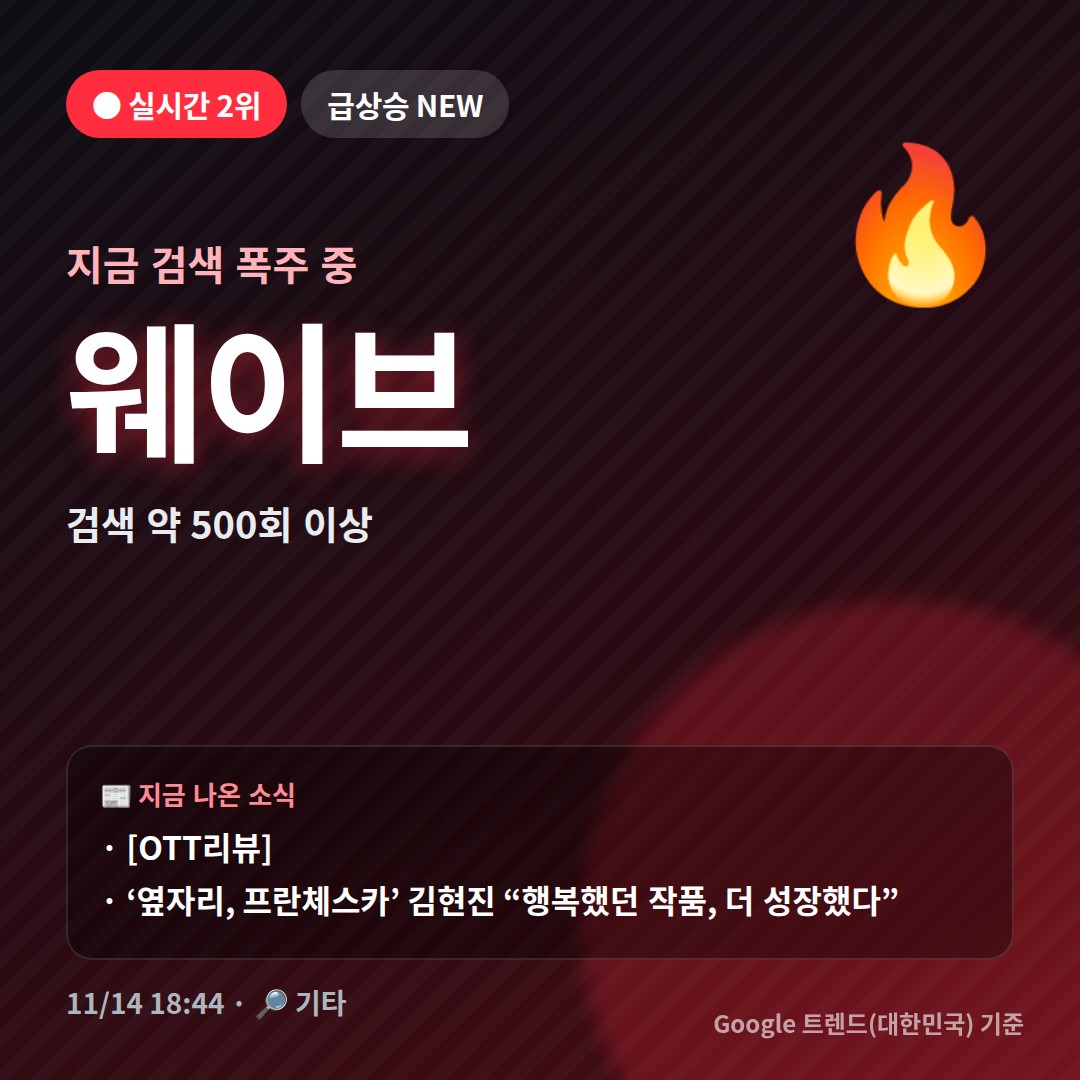 실시간 2위
급상승 NEW
지금 검색 폭주 중
웨이브
검색 약 500회 이상
지금 나온 소식
· [OTT리뷰]
· ‘옆자리, 프란체스카’ 김현진 “행복했던 작품, 더 성장했다”
11/14 18:44 · 🔎 기타
Google 트렌드(대한민국) 기준